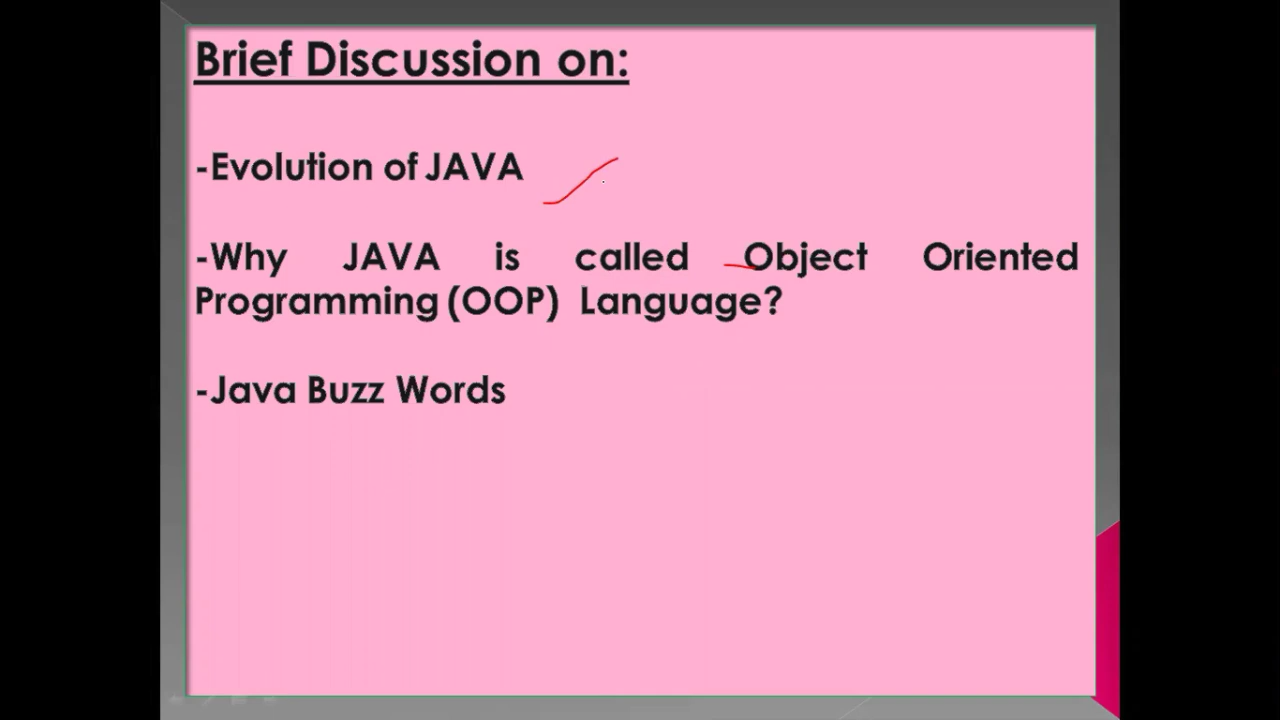 Brief Discussion on:
-Evolution of JAVA
-Why JAVA is called Object Oriented
Programming (OOP) Language?
-Java Buzz Words